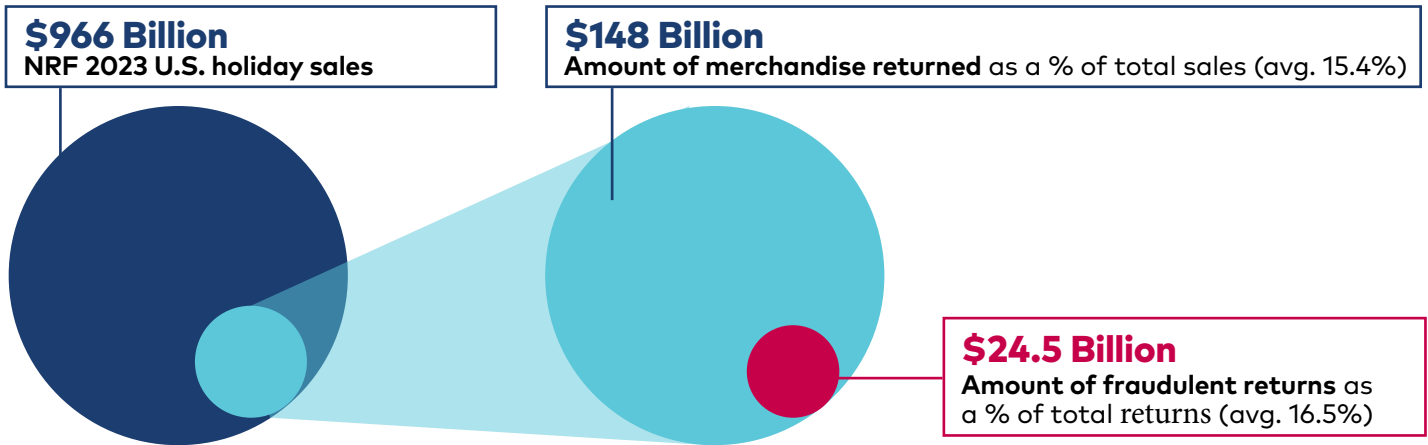 $966 Billion
NRF 2023 U.S. holiday sales
$148 Billion
Amount of merchandise returned as a % of total sales (avg. 15.4%)
$24.5 Billion
Amount of fraudulent returns as
a % of total returns (avg. 16.5%)